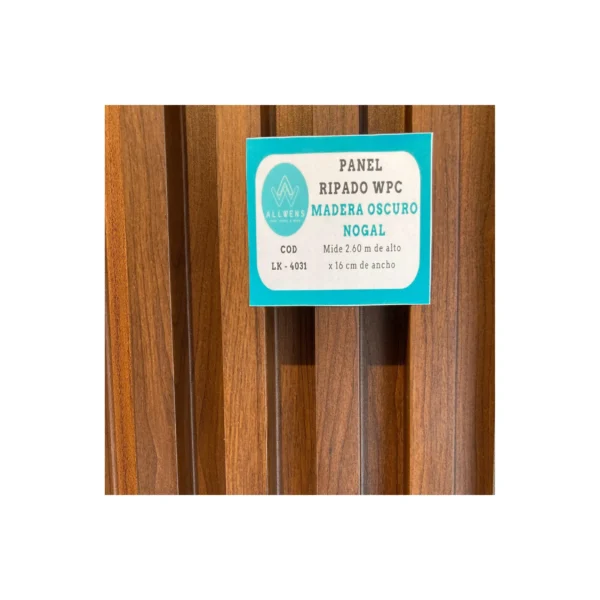 PANEL
RIPADO WPC
MADERA OSCURO
NOGAL
ALLWENS
COD
LK - 4031
Mide 2.60 m de alto
x 16 cm de ancho